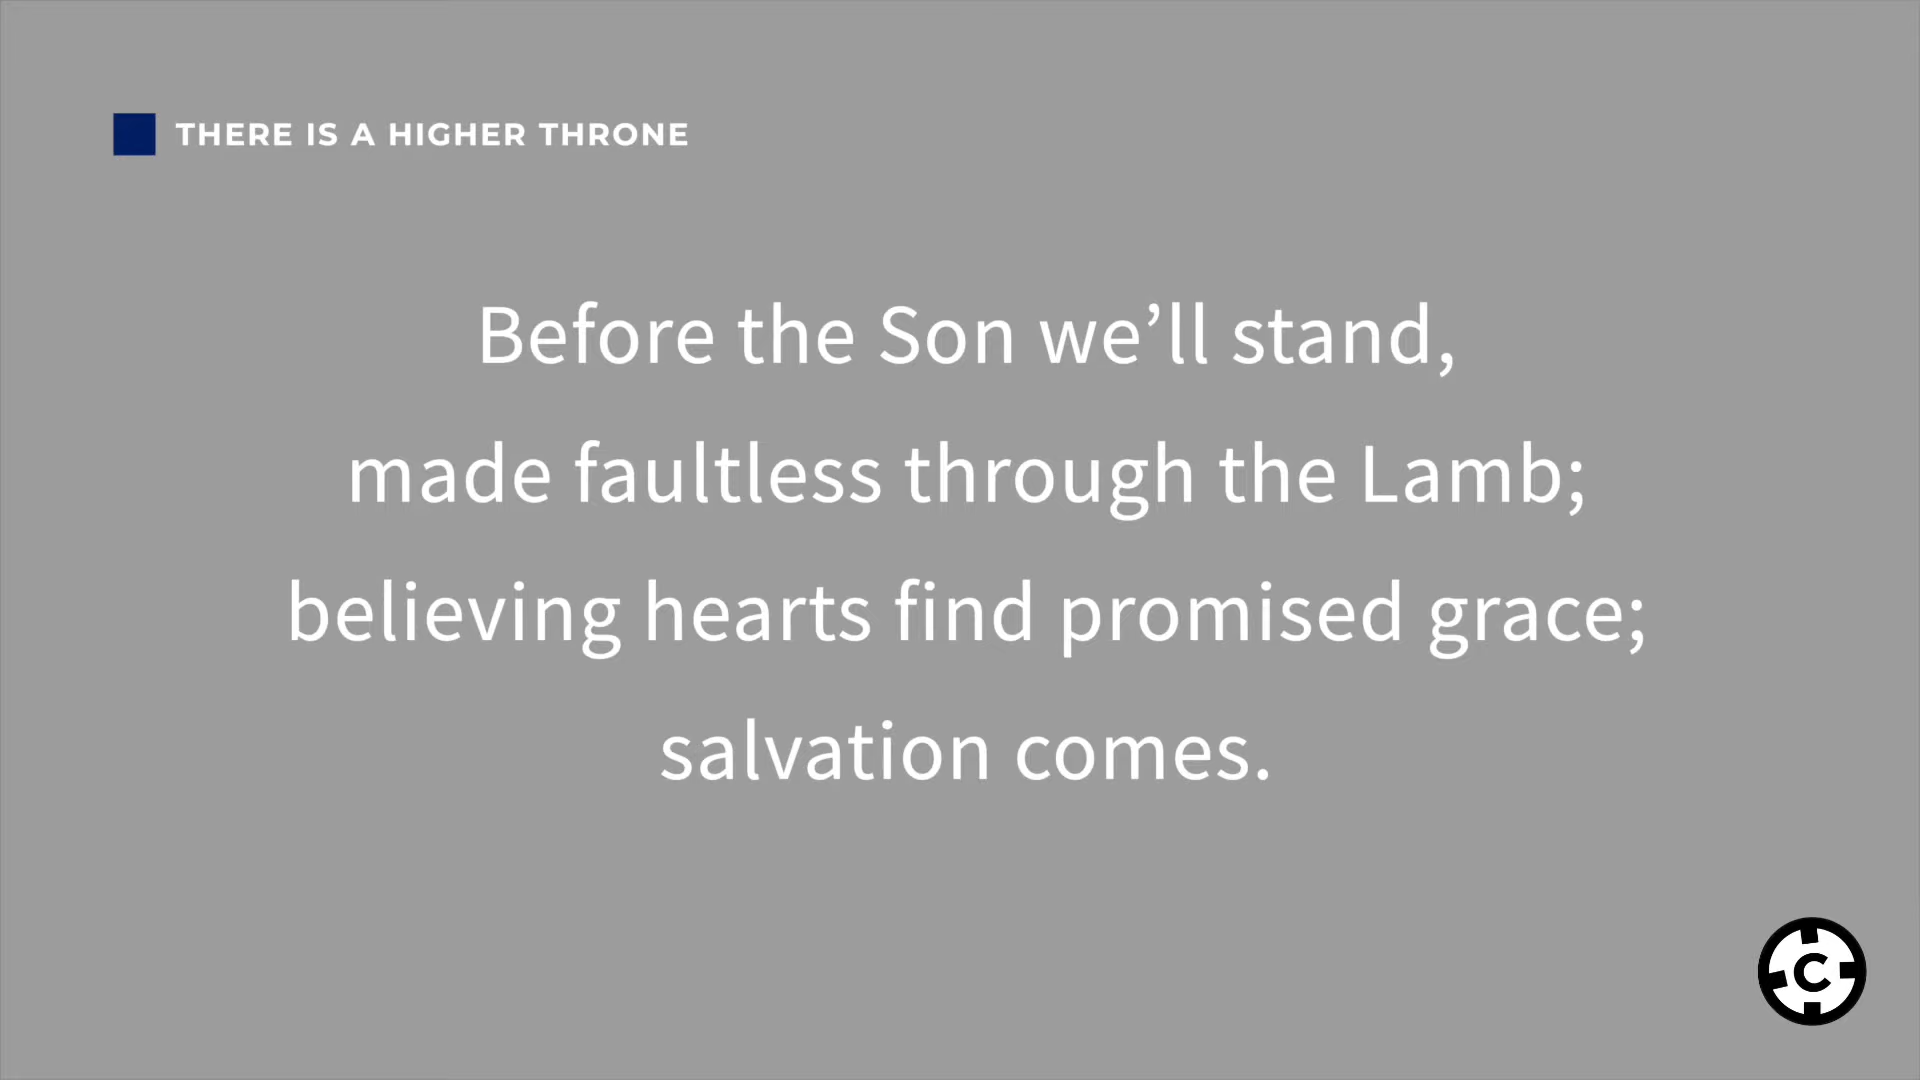 THERE IS A HIGHER THRONE
Before the Son we’ll stand,
made faultless through the Lamb;
believing hearts find promised grace;
salvation comes.
C